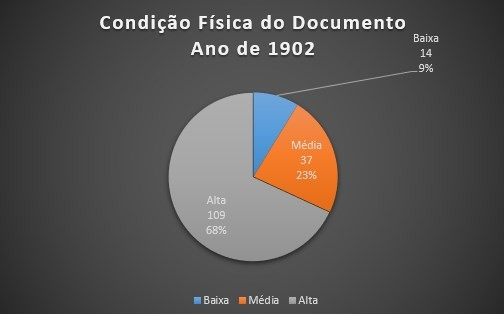 Condição Física do Documento
Ano de 1902
Baixa
14
9%
Média
37
23%
Alta
109
68%
Baixa Média Alta